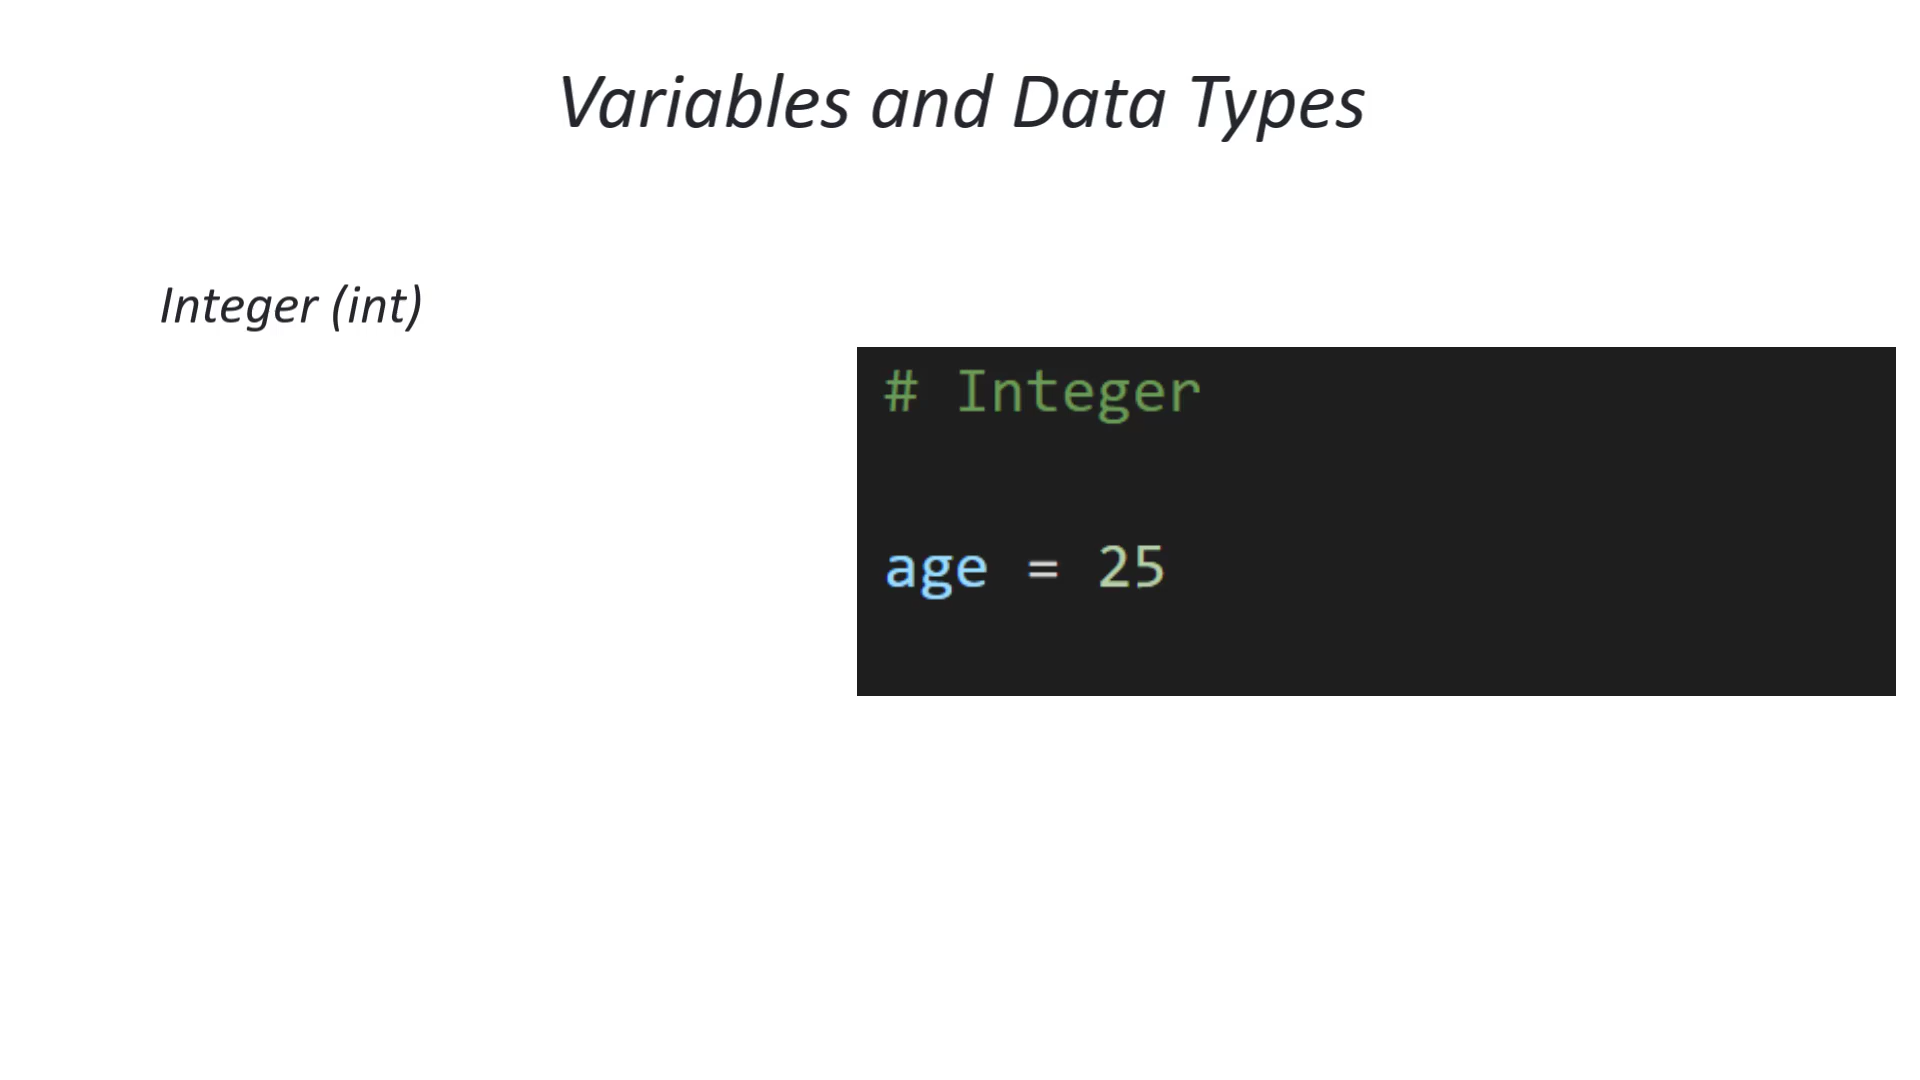 Variables and Data Types
Integer (int)
# Integer
age = 25